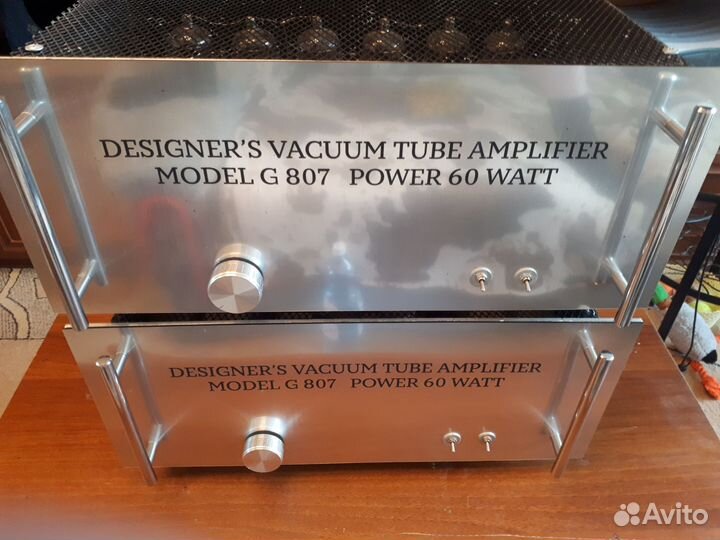 DESIGNER'S VACUUM TUBE AMPLIFIER
MODEL G 807 POWER 60 WATT
DESIGNER'S VACUUM TUBE AMPLIFIER
MODEL G 807 POWER 60 WATT
Avito